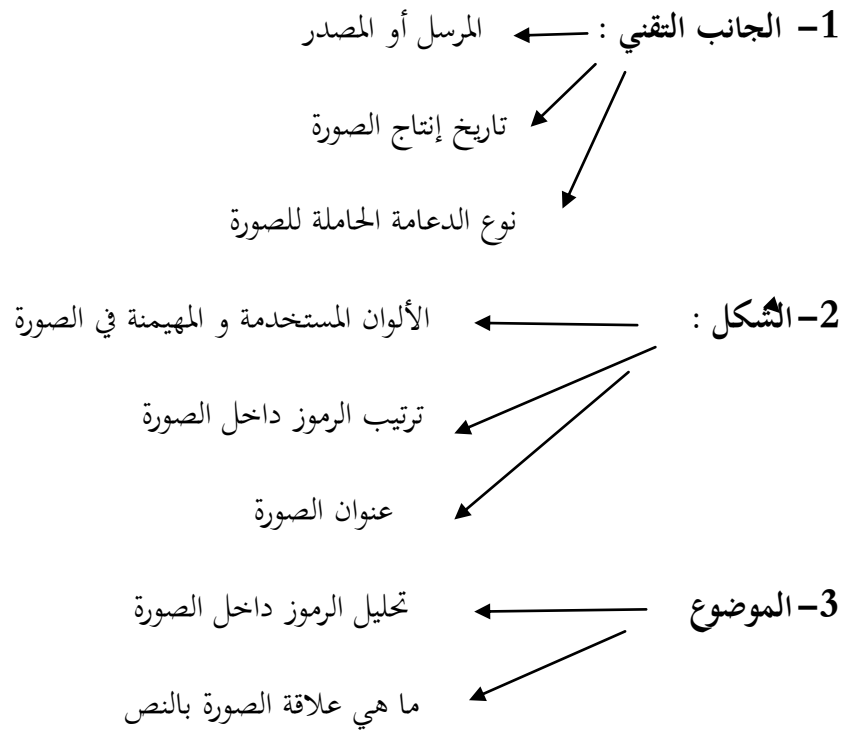 1- الجانب التقني : المرسل أو المصدر
تاريخ إنتاج الصورة
نوع الدعامة الحاملة للصورة
2-الشكل : الألوان المستخدمة و المهيمنة في الصورة
ترتيب الرموز داخل الصورة
عنوان الصورة
3-الموضوع تحليل الرموز داخل الصورة
ما هي علاقة الصورة بالنص